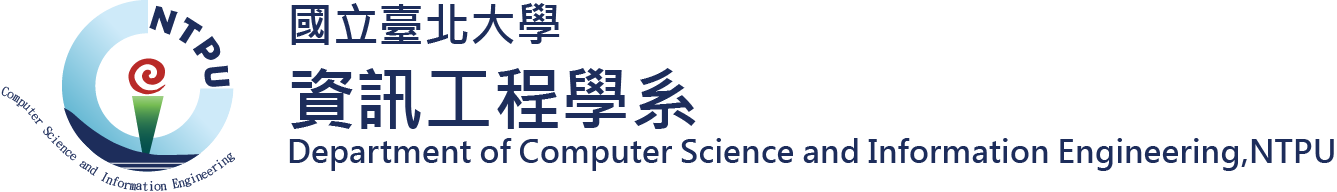 NTPU
Computer Science and Information Engineering
國立臺北大學
資訊工程學系
Department of Computer Science and Information Engineering,NTPU